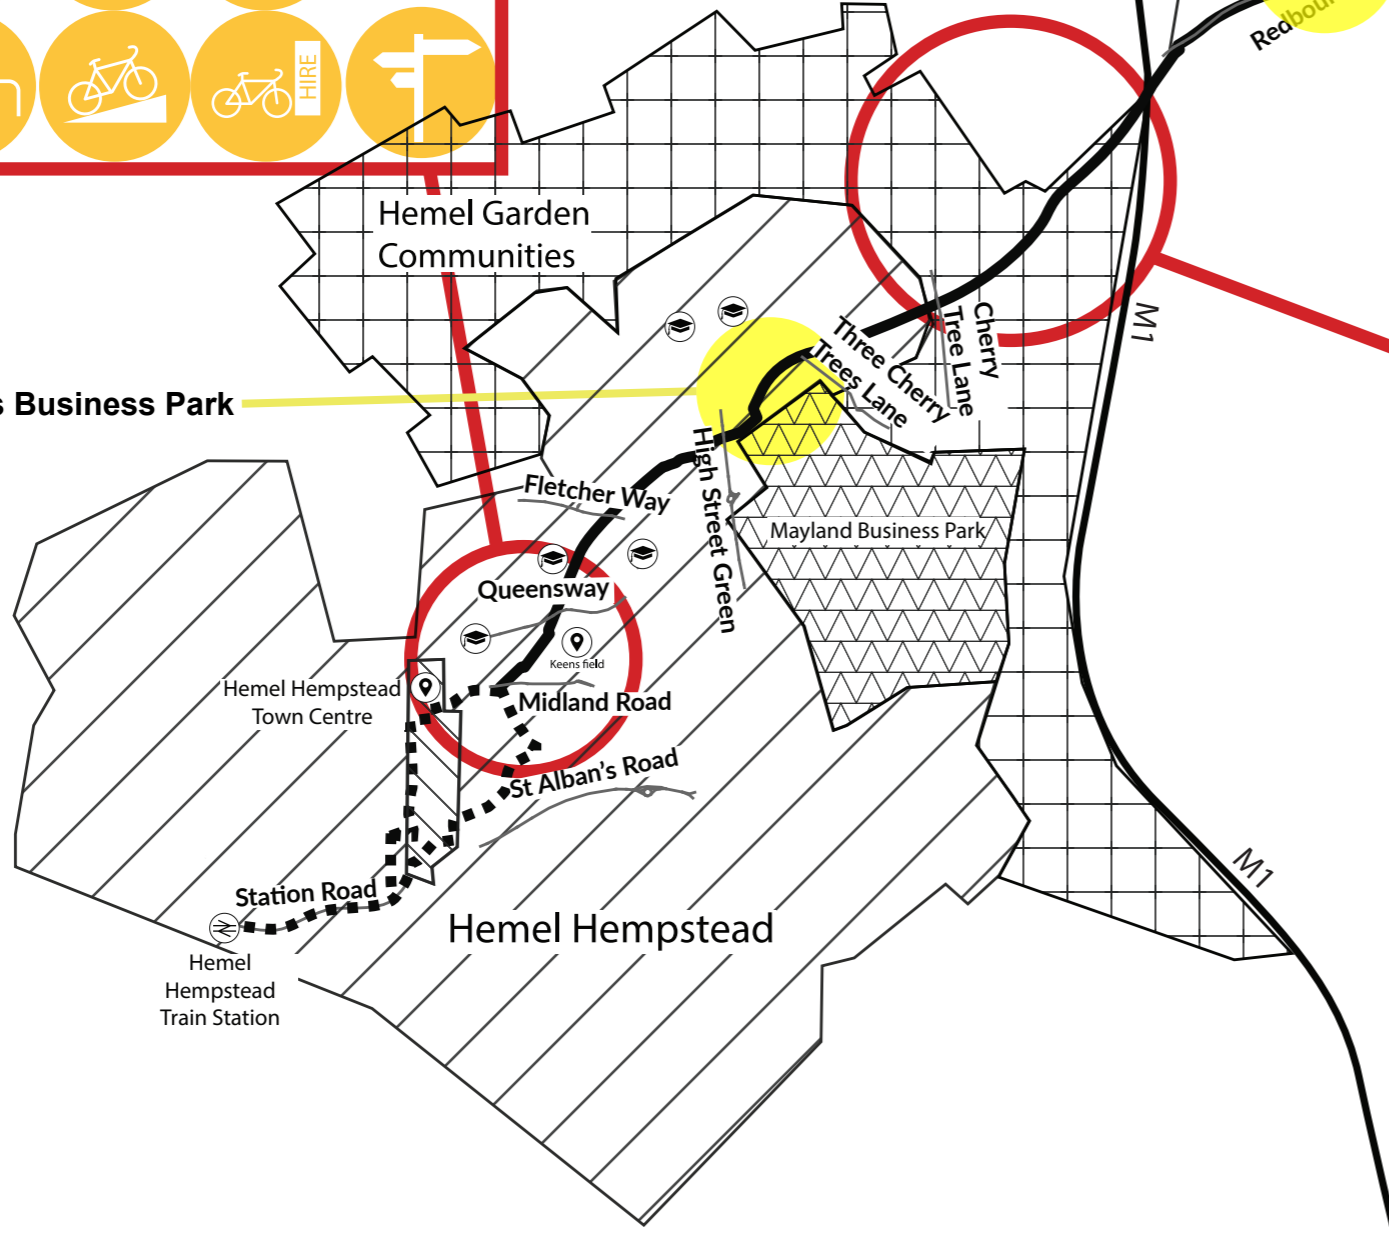 HIRE
Hemel Garden
Communities
s Business Park
M1
Cherry
Tree Lane
Three Cherry
Trees Lane
High Street Green
Fletcher Way
Mayland Business Park
Queensway
Keens field
Hemel Hempstead
Town Centre
Midland Road
St Alban's Road
Station Road
Hemel Hempstead
Hemel
Hempstead
Train Station
M1